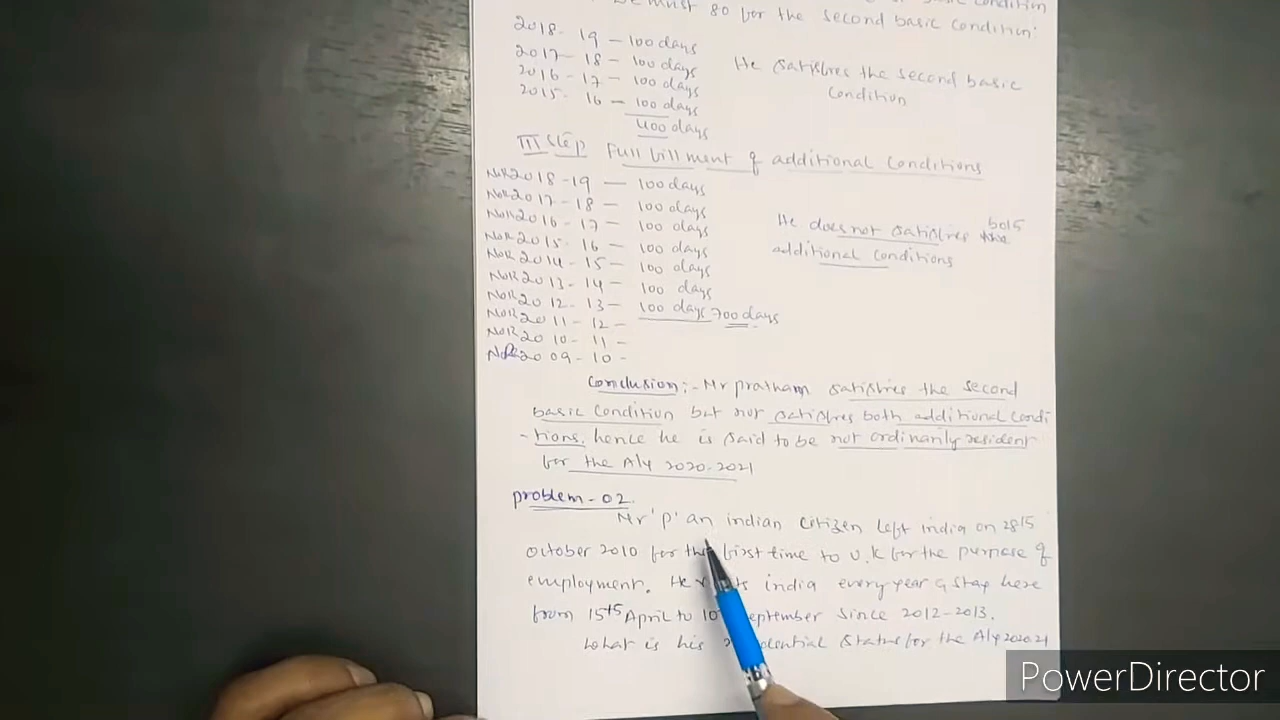 condition
must 80 for the second basic condition.
2018-19 - 100 days
2017-18 - 100 days
2016-17 - 100 days
2015-16 - 100 days
400 days
He satisfies the second basic
condition
III Step Full fillment of additional conditions
NOR 2018-19 - 100 days
NOR 2017-18 - 100 days
NOR 2016-17 - 100 days
NOR 2015-16 - 100 days
NOR 2014-15 - 100 days
NOR 2013-14 - 100 days
NOR 2012-13 - 100 days 700 days
NOR 2011-12 -
NOR 2010-11 -
NOR 2009-10 -
He does not satisfies both
additional conditions
Conclusion:- Mr pratham satisfies the second
basic condition but not satisfies both additional condi
-tions. hence he is said to be not ordinarily resident
for the A/y 2020-2021
problem-02.
Mr 'p' an indian citizen left india on 28th
october 2010 for the first time to U.K for the purpose of
employment. He india every year & stay here
from 15th April to 10 September since 2012-2013.
What is his status for the A/y 2020.21
PowerDirector